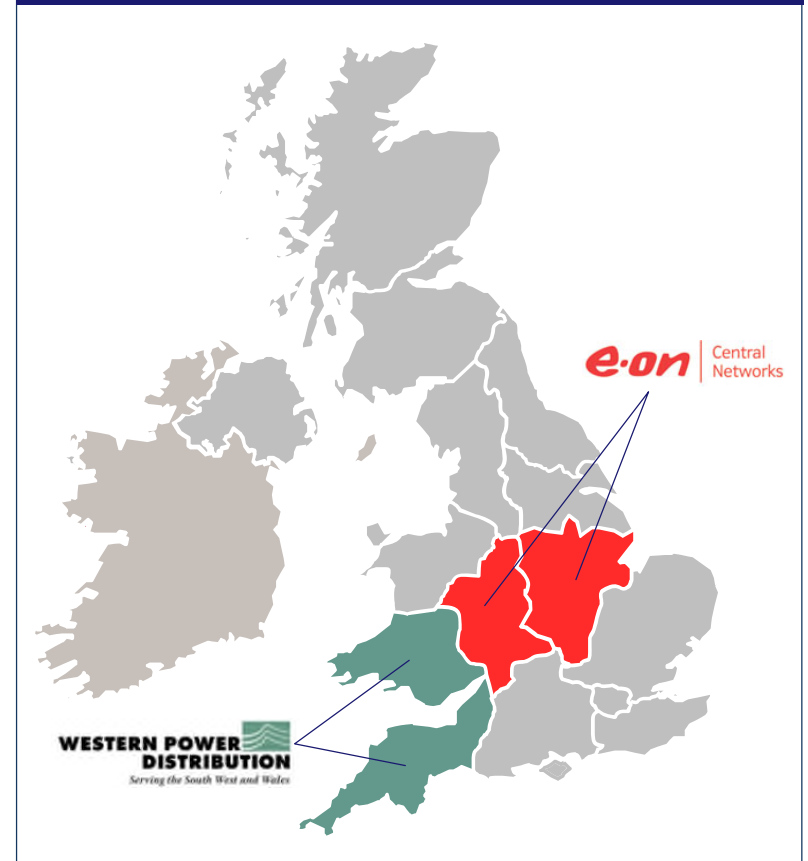 e·on
Central
Networks
WESTERN POWER
DISTRIBUTION
Serving the South West and Wales